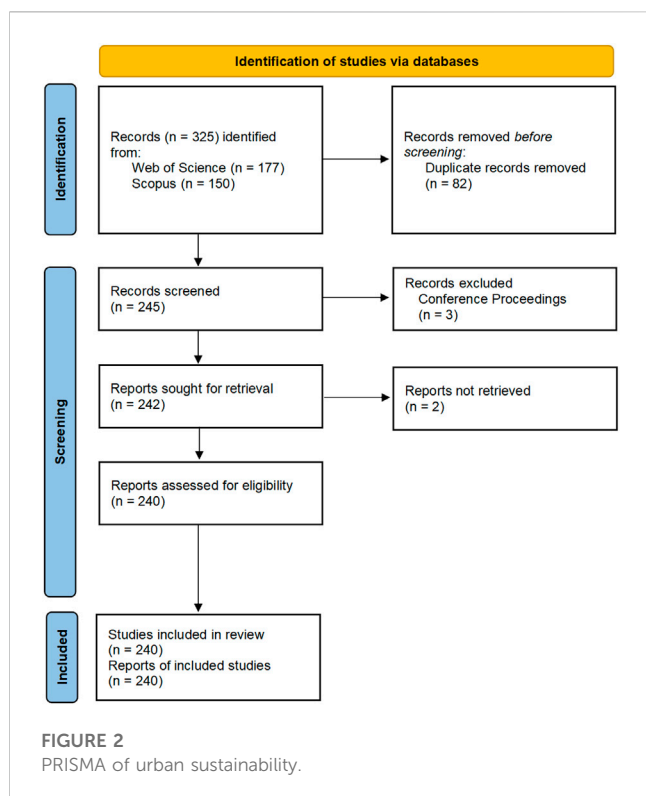 Identification of studies via databases
Identification
Records (n = 325) identified
from:
Web of Science (n = 177)
Scopus (n = 150)
Records removed before
screening:
Duplicate records removed
(n = 82)
Screening
Records screened
(n = 245)
Records excluded
Conference Proceedings
(n = 3)
Reports sought for retrieval
(n = 242)
Reports not retrieved
(n = 2)
Reports assessed for eligibility
(n = 240)
Included
Studies included in review
(n = 240)
Reports of included studies
(n = 240)
FIGURE 2
PRISMA of urban sustainability.